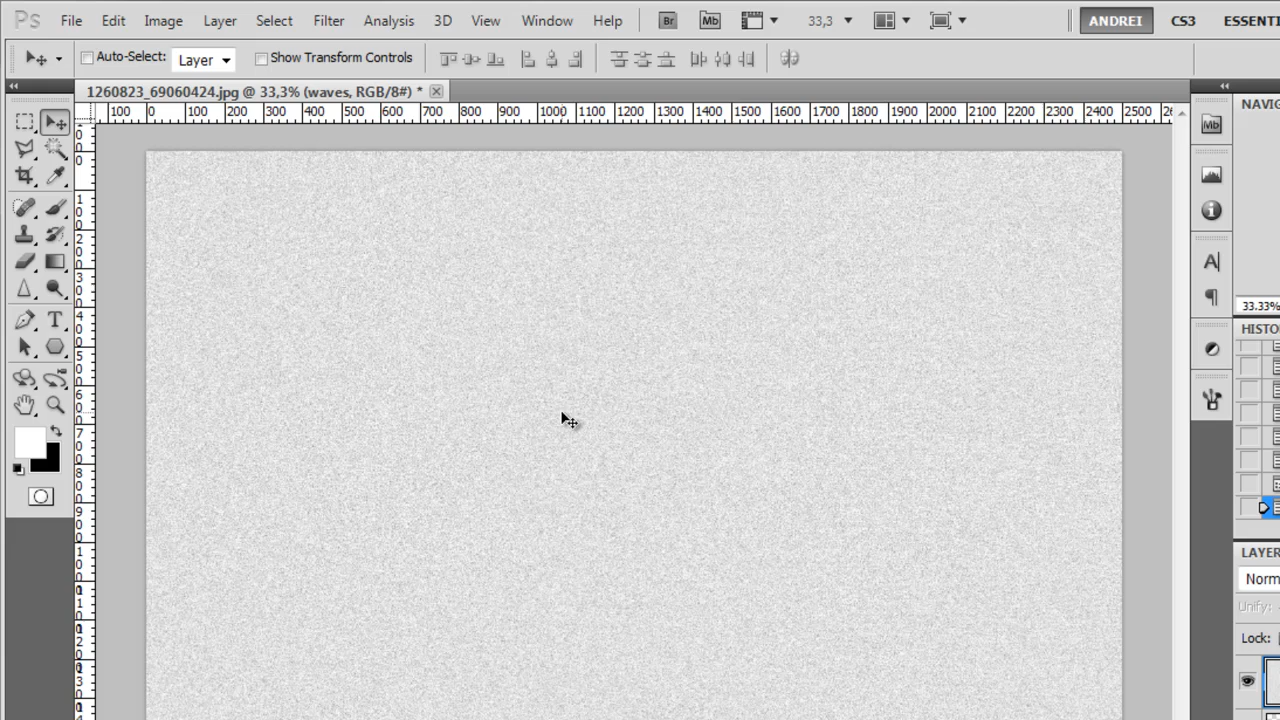 Ps File Edit Image Layer Select Filter Analysis 3D View Window Help Br Mb 33,3 ANDREI CS3 ESSENTI
Auto-Select: Layer Show Transform Controls
1260823_69060424.jpg @ 33,3% (waves, RGB/8#) *
100 0 100 200 300 400 500 600 700 800 900 1000 1100 1200 1300 1400 1500 1600 1700 1800 1900 2000 2100 2200 2300 2400 2500
NAVIG
Mb
33.33%
HISTO
LAYER
Norm
Unify:
Lock: